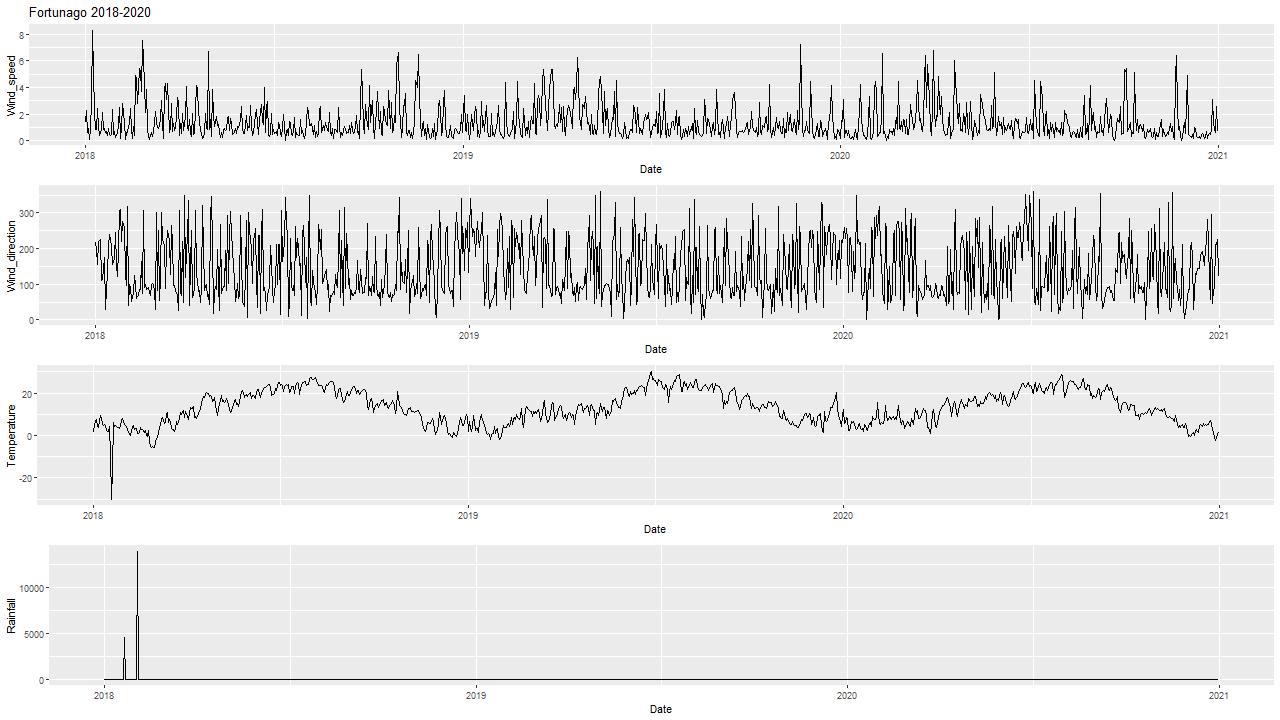 Fortunago 2018-2020
Wind_speed
8
6
4
2
0
2018 2019 2020 2021
Date
Wind_direction
300
200
100
0
2018 2019 2020 2021
Date
Temperature
20
0
-20
2018 2019 2020 2021
Date
Rainfall
10000
5000
0
2018 2019 2020 2021
Date